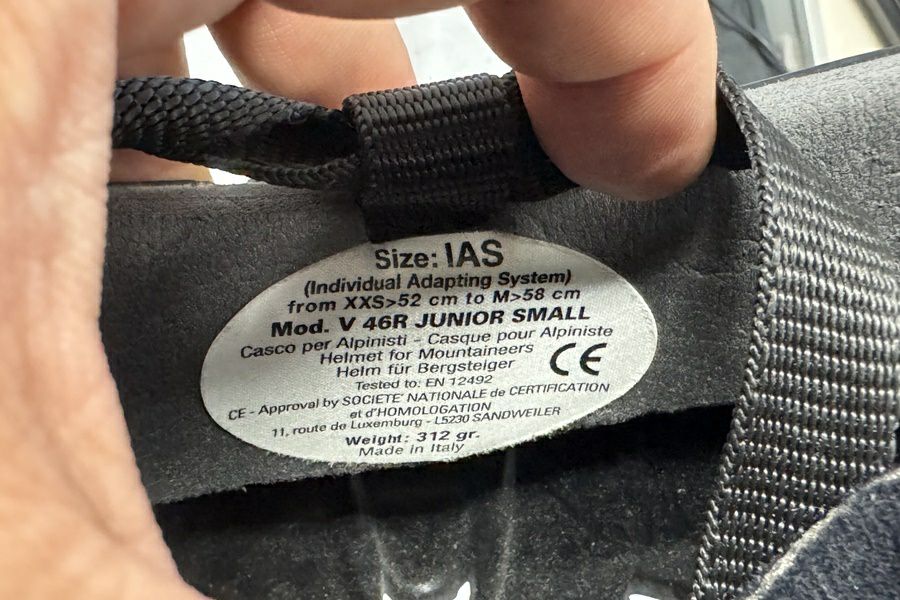 Size: IAS
(Individual Adapting System)
from XXS>52 cm to M>58 cm
Mod. V 46R JUNIOR SMALL
Casco per Alpinisti - Casque pour Alpiniste
Helmet for Mountaineers
Helm für Bergsteiger
CE
Tested to: EN 12492
CE - Approval by SOCIETE' NATIONALE de CERTIFICATION
et d'HOMOLOGATION
11, route de Luxemburg - L5230 SANDWEILER
Weight: 312 gr.
Made in Italy